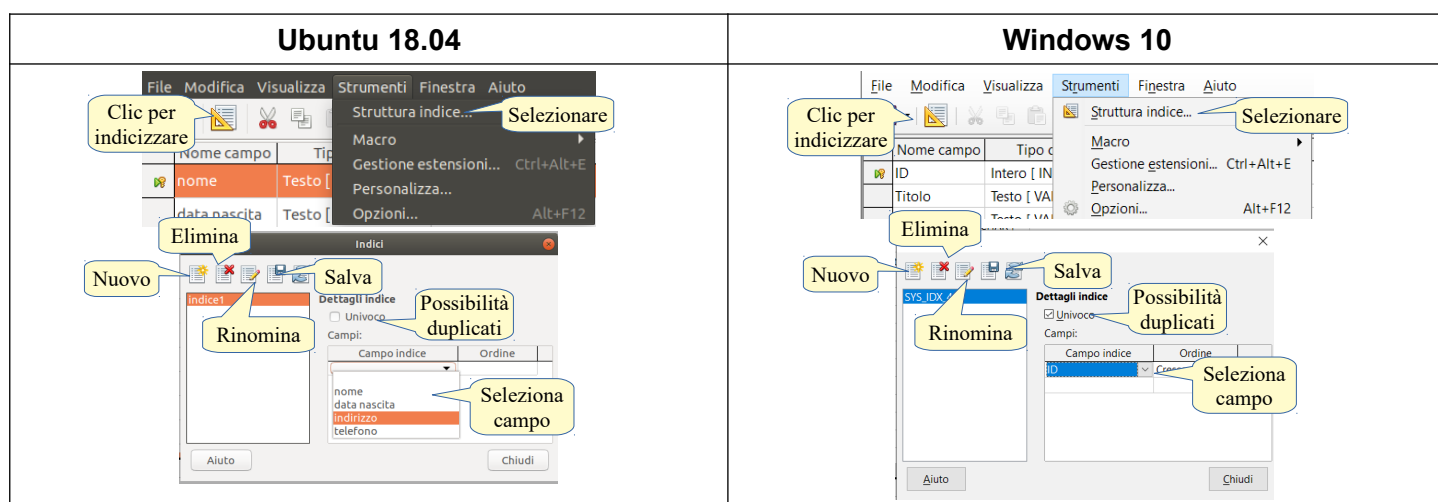 Ubuntu 18.04
File Modifica Visualizza Strumenti Finestra Aiuto
Clic per
indicizzare
Struttura indice...
Selezionare
Macro
Gestione estensioni... Ctrl+Alt+E
Personalizza...
Opzioni... Alt+F12
Nome campo
nome Testo [
data nascita Testo [
Elimina
Indici
Nuovo
Salva
indice1
Dettagli indice
Univoco
Possibilità
duplicati
Rinomina
Campi:
Campo indice Ordine
nome
data nascita
indirizzo
telefono
Seleziona
campo
Aiuto Chiudi
Windows 10
File Modifica Visualizza Strumenti Finestra Aiuto
Clic per
indicizzare
Struttura indice...
Selezionare
Macro
Gestione estensioni... Ctrl+Alt+E
Personalizza...
Opzioni... Alt+F12
Nome campo
ID Intero [ IN
Titolo Testo [ VA
Elimina
Nuovo
Salva
Dettagli indice
Univoco
Possibilità
duplicati
Rinomina
Campi:
Campo indice Ordine
ID
Seleziona
campo
Aiuto Chiudi